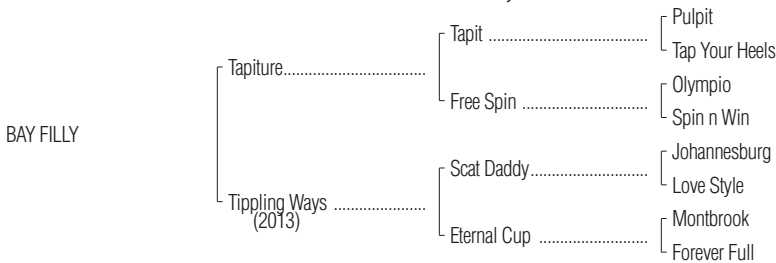 Pulpit
Tapit ........................................
Tap Your Heels
Tapiture...................................
Olympio
Free Spin ................................
Spin n Win
BAY FILLY
Johannesburg
Scat Daddy..............................
Love Style
Tippling Ways .......................
(2013)
Montbrook
Eternal Cup ............................
Forever Full